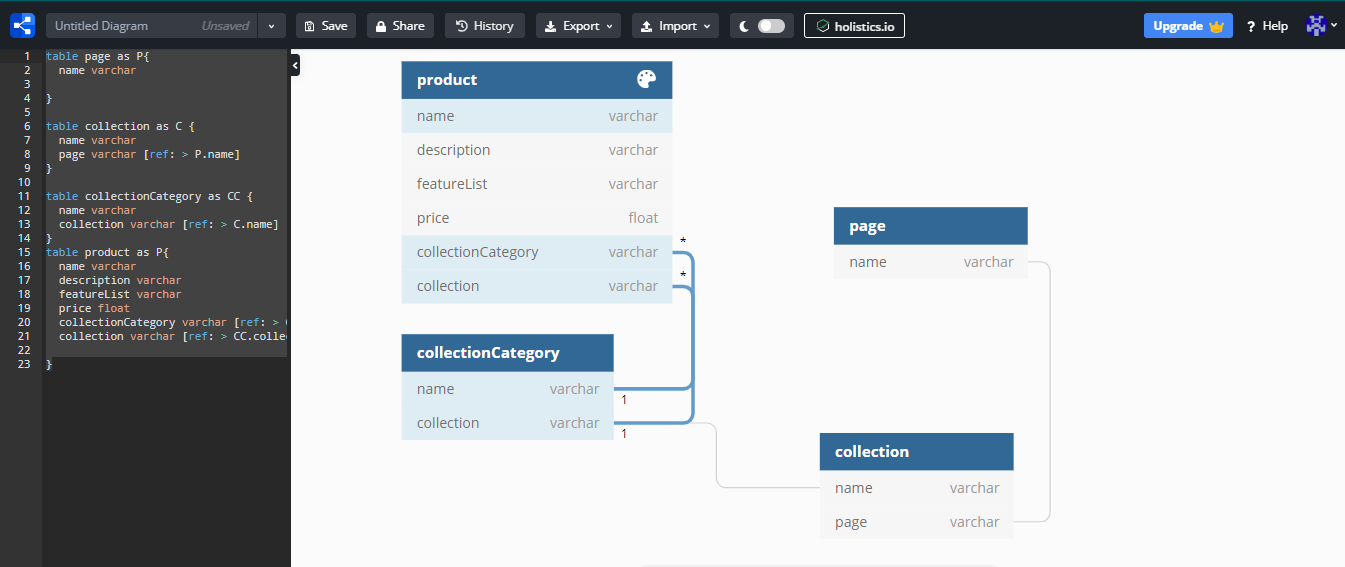 Untitled Diagram Unsaved Save Share History Export Import holistics.io Upgrade ? Help
1 table page as P{
2 name varchar
3
4 }
5
6 table collection as C {
7 name varchar
8 page varchar [ref: > P.name]
9 }
10
11 table collectionCategory as CC {
12 name varchar
13 collection varchar [ref: > C.name]
14 }
15 table product as P{
16 name varchar
17 description varchar
18 featureList varchar
19 price float
20 collectionCategory varchar [ref: >
21 collection varchar [ref: > CC.colle
22
23 }
product
name varchar
description varchar
featureList varchar
price float
collectionCategory varchar *
collection varchar *
collectionCategory
name varchar 1
collection varchar 1
page
name varchar
collection
name varchar
page varchar